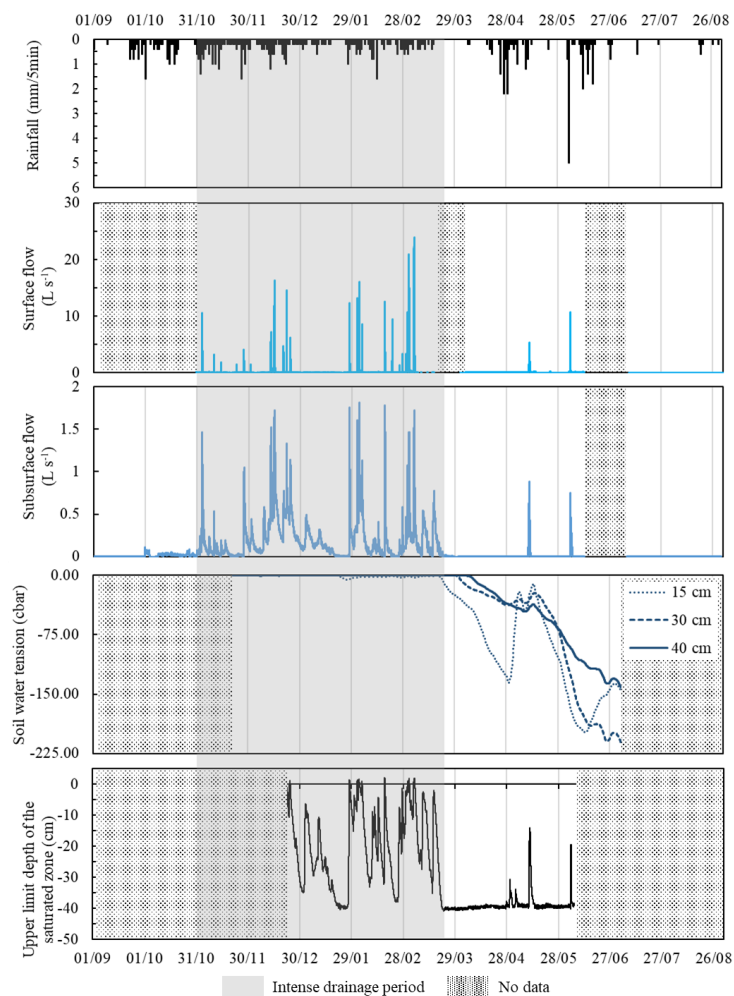 01/09 01/10 31/10 30/11 30/12 29/01 28/02 29/03 28/04 28/05 27/06 27/07 26/08
Rainfall (mm/5min)
0
1
2
3
4
5
6
Surface flow
(L s⁻¹)
30
20
10
0
Subsurface flow
(L s⁻¹)
2
1.5
1
0.5
0
Soil water tension (cbar)
0.00
-75.00
-150.00
-225.00
15 cm
30 cm
40 cm
Upper limit depth of the
saturated zone (cm)
0
-10
-20
-30
-40
-50
01/09 01/10 31/10 30/11 30/12 29/01 28/02 29/03 28/04 28/05 27/06 27/07 26/08
Intense drainage period No data